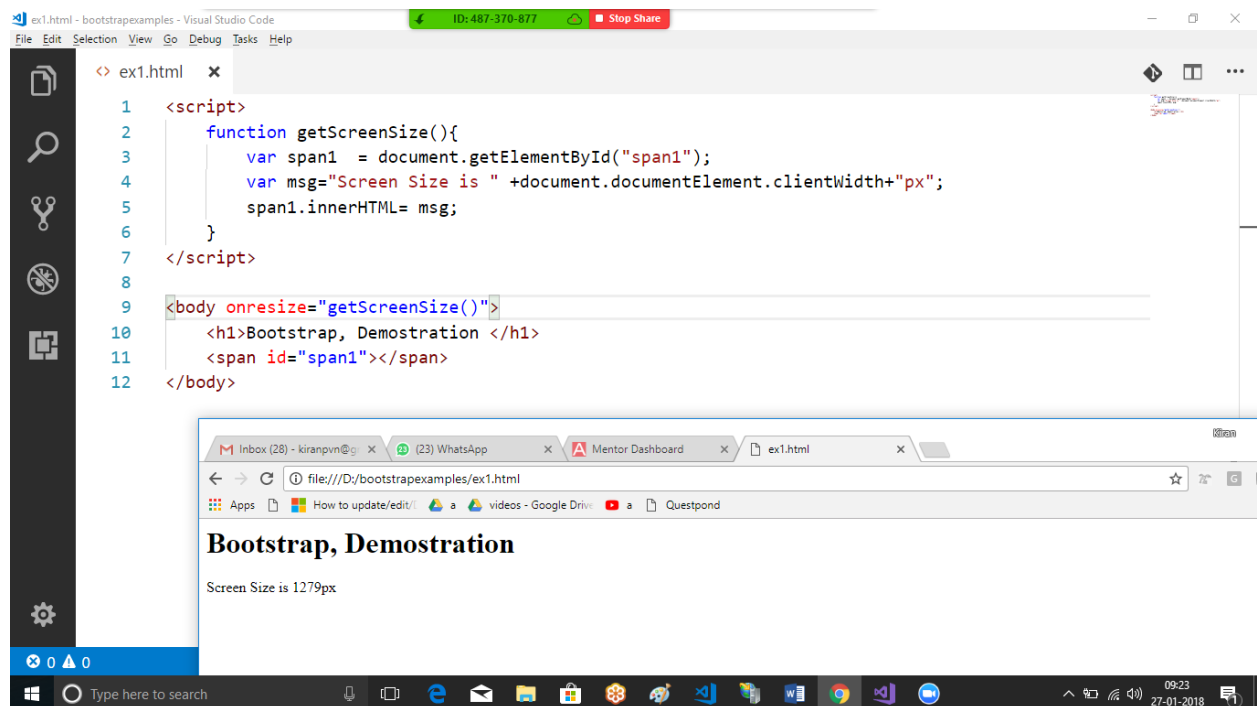 ex1.html - bootstrapexamples - Visual Studio Code
ID: 487-370-877
Stop Share
File Edit Selection View Go Debug Tasks Help
ex1.html
1 <script>
2 function getScreenSize(){
3 var span1  = document.getElementById("span1");
4 var msg="Screen Size is " +document.documentElement.clientWidth+"px";
5 span1.innerHTML= msg;
6 }
7 </script>
8
9 <body onresize="getScreenSize()">
10 <h1>Bootstrap, Demostration </h1>
11 <span id="span1"></span>
12 </body>
Kiran
Inbox (28) - kiranpvn@g
(23) WhatsApp
Mentor Dashboard
ex1.html
file:///D:/bootstrapexamples/ex1.html
G
Apps
How to update/edit/
a
videos - Google Drive
a
Questpond
Bootstrap, Demostration
Screen Size is 1279px
0 0
Type here to search
09:23
27-01-2018
1